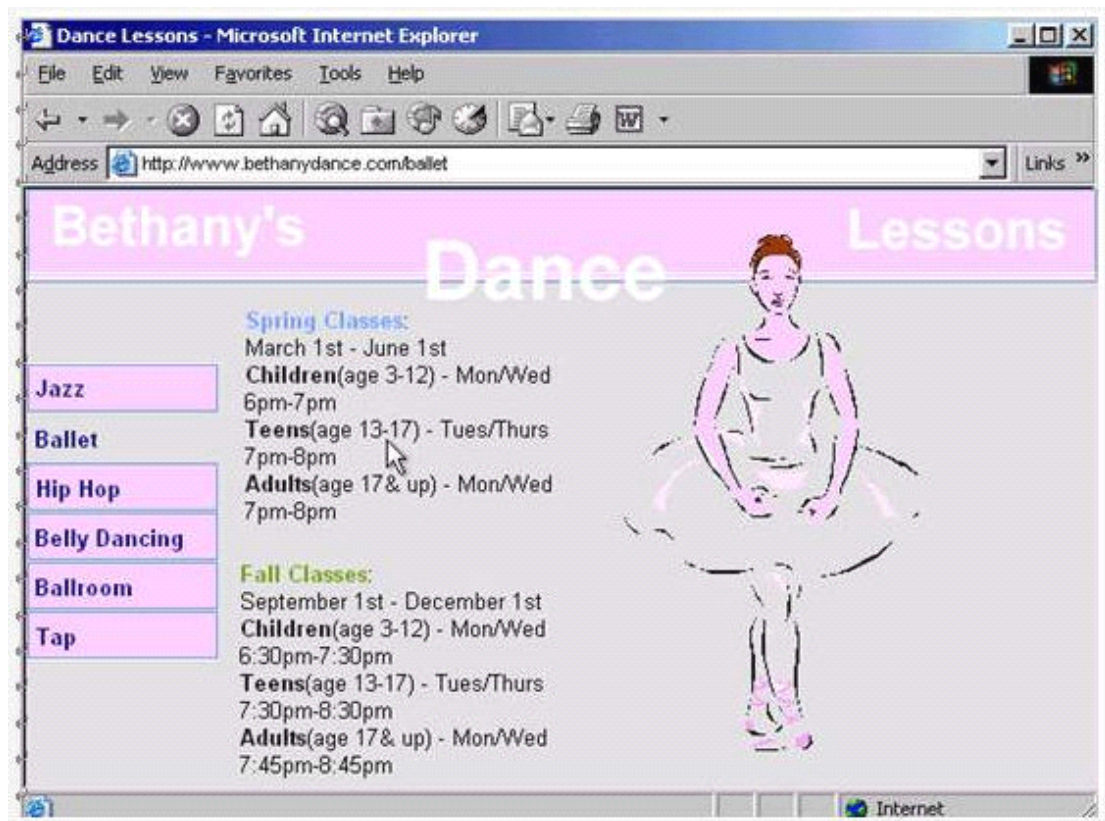 Dance Lessons - Microsoft Internet Explorer
File Edit View Favorites Tools Help
Address http://www.bethanydance.com/ballet Links »
Bethany's Dance Lessons
Jazz
Ballet
Hip Hop
Belly Dancing
Ballroom
Tap
Spring Classes:
March 1st - June 1st
Children(age 3-12) - Mon/Wed
6pm-7pm
Teens(age 13-17) - Tues/Thurs
7pm-8pm
Adults(age 17& up) - Mon/Wed
7pm-8pm
Fall Classes:
September 1st - December 1st
Children(age 3-12) - Mon/Wed
6:30pm-7:30pm
Teens(age 13-17) - Tues/Thurs
7:30pm-8:30pm
Adults(age 17& up) - Mon/Wed
7:45pm-8:45pm
Internet